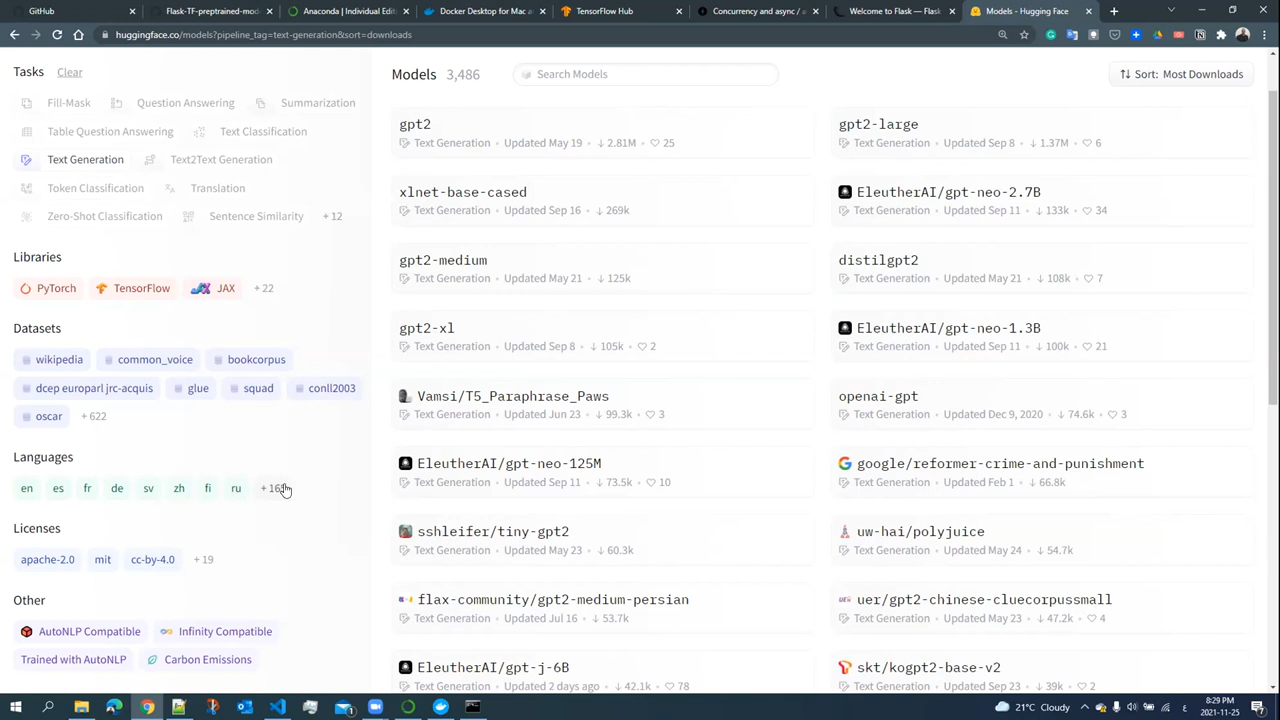 GitHub
Flask-TF-preptrained-mod
Anaconda | Individual Edit
Docker Desktop for Mac a
TensorFlow Hub
Concurrency and async / a
Welcome to Flask — Flask
Models - Hugging Face
huggingface.co/models?pipeline_tag=text-generation&sort=downloads
Tasks Clear
Fill-Mask Question Answering Summarization
Table Question Answering Text Classification
Text Generation Text2Text Generation
Token Classification Translation
Zero-Shot Classification Sentence Similarity + 12
Libraries
PyTorch TensorFlow JAX + 22
Datasets
wikipedia common_voice bookcorpus
dcep europarl jrc-acquis glue squad conll2003
oscar + 622
Languages
en es fr de sv zh fi ru
Licenses
apache-2.0 mit cc-by-4.0 + 19
Other
AutoNLP Compatible Infinity Compatible
Trained with AutoNLP Carbon Emissions
Models 3,486 Search Models Sort: Most Downloads
gpt2
Text Generation • Updated May 19 • 2.81M • 25
gpt2-large
Text Generation • Updated Sep 8 • 1.37M • 6
xlnet-base-cased
Text Generation • Updated Sep 16 • 269k
EleutherAI/gpt-neo-2.7B
Text Generation • Updated Sep 11 • 133k • 34
gpt2-medium
Text Generation • Updated May 21 • 125k
distilgpt2
Text Generation • Updated May 21 • 108k • 7
gpt2-xl
Text Generation • Updated Sep 8 • 105k • 2
EleutherAI/gpt-neo-1.3B
Text Generation • Updated Sep 11 • 100k • 21
Vamsi/T5_Paraphrase_Paws
Text Generation • Updated Jun 23 • 99.3k • 3
openai-gpt
Text Generation • Updated Dec 9, 2020 • 74.6k • 3
EleutherAI/gpt-neo-125M
Text Generation • Updated Sep 11 • 73.5k • 10
google/reformer-crime-and-punishment
Text Generation • Updated Feb 1 • 66.8k
sshleifer/tiny-gpt2
Text Generation • Updated May 23 • 60.3k
uw-hai/polyjuice
Text Generation • Updated May 24 • 54.7k
flax-community/gpt2-medium-persian
Text Generation • Updated Jul 16 • 53.7k
uer/gpt2-chinese-cluecorpussmall
Text Generation • Updated May 23 • 47.2k • 4
EleutherAI/gpt-j-6B
Text Generation • Updated 2 days ago • 42.1k • 78
skt/kogpt2-base-v2
Text Generation • Updated Sep 23 • 39k • 2
21°C Cloudy
ع
8:29 PM
2021-11-25